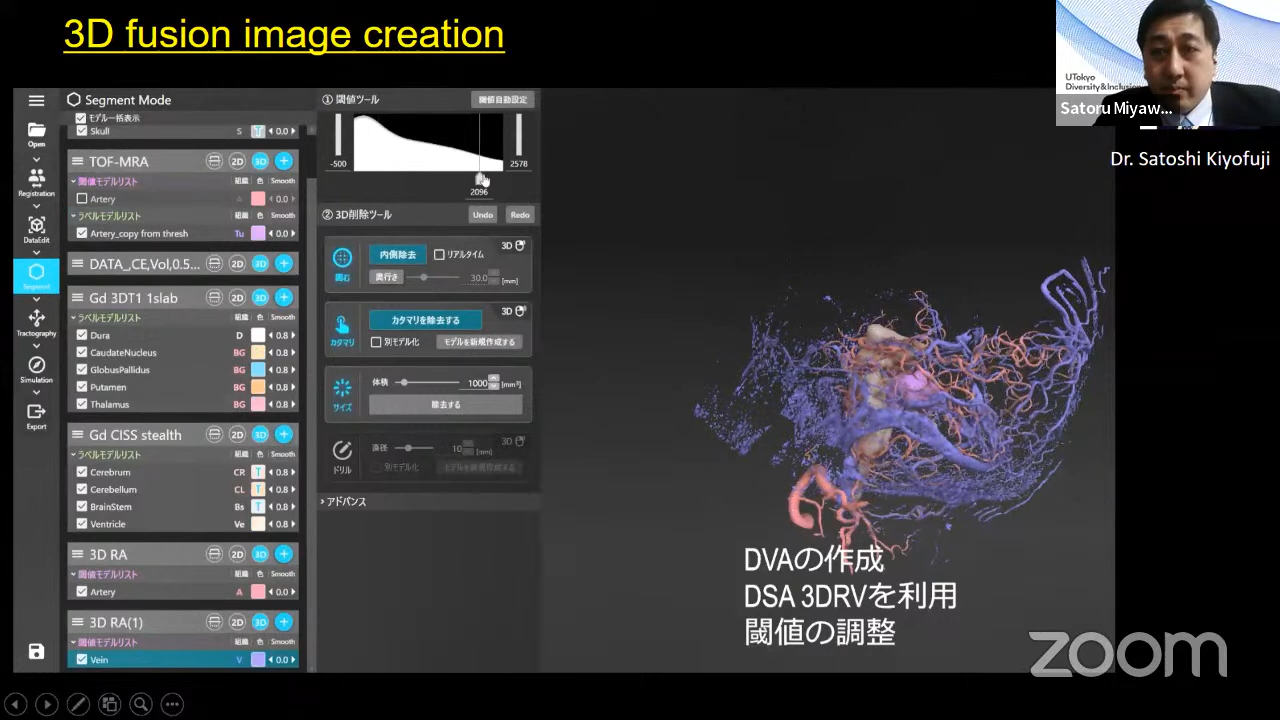 3D fusion image creation
UTokyo
Diversity&Inclus
Satoru Miyaw...
Dr. Satoshi Kiyofuji
Segment Mode
モデル一括表示
Skull S T 0.0
TOF-MRA 2D 3D +
閾値モデルリスト 組織 色 Smooth
Artery A 0.0
ラベルモデルリスト 組織 色 Smooth
Artery_copy from thresh Tu 0.0
DATA_,CE,Vol,0.5... 2D 3D +
Gd 3DT1 1slab 2D 3D +
ラベルモデルリスト 組織 色 Smooth
Dura D 0.8
CaudateNucleus BG 0.8
GlobusPallidus BG 0.8
Putamen BG 0.8
Thalamus BG 0.8
Gd CISS stealth 2D 3D +
ラベルモデルリスト 組織 色 Smooth
Cerebrum CR T 0.8
Cerebellum CL T 0.8
BrainStem Bs T 0.8
Ventricle Ve 0.8
3D RA 2D 3D +
閾値モデルリスト 組織 色 Smooth
Artery A 0.0
3D RA(1) 2D 3D +
閾値モデルリスト 組織 色 Smooth
Vein V 0.0
Open
Registration
DataEdit
Segment
Tractography
Simulation
Export
① 閾値ツール 閾値自動設定
-500 2578
2096
② 3D削除ツール Undo Redo
3D
囲む 内側除去 リアルタイム
奥行き 30.0 [mm]
3D
カタマリ カタマリを除去する
別モデル化 モデルを新規作成する
サイズ 体積 1000 [mm³]
除去する
3D
ドリル 直径 10 [mm]
別モデル化 モデルを新規作成する
アドバンス
DVAの作成
DSA 3DRVを利用
閾値の調整
zoom